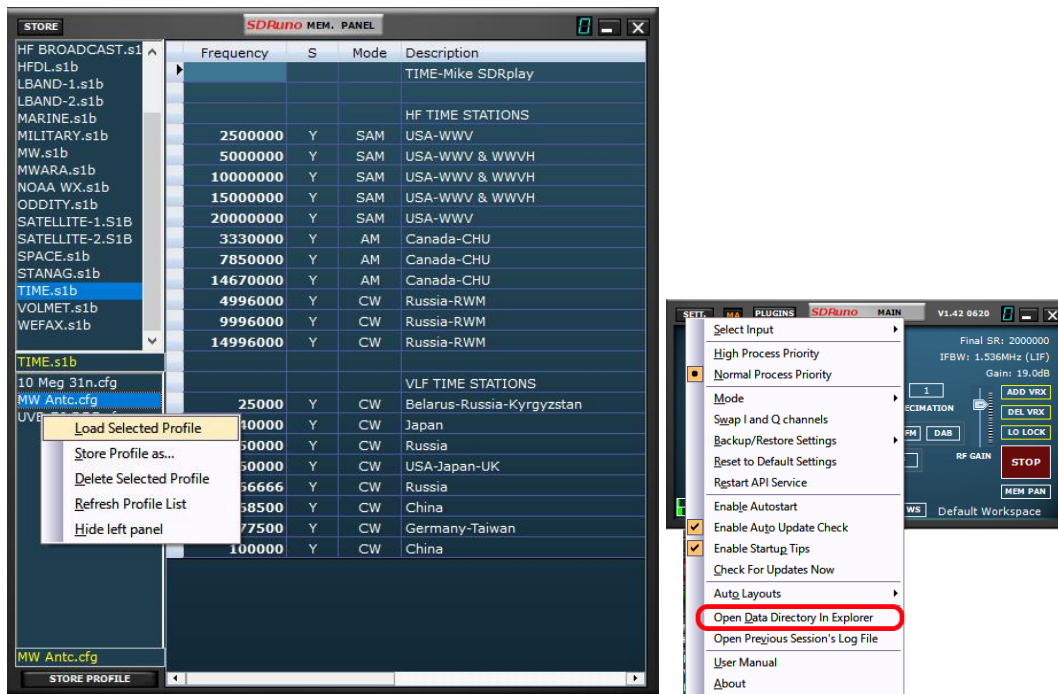 STORE SDRuno MEM. PANEL
Frequency S Mode Description
HF BROADCAST.s1
HFDL.s1b
LBAND-1.s1b
LBAND-2.s1b
MARINE.s1b
MILITARY.s1b
MW.s1b
MWARA.s1b
NOAA WX.s1b
ODDITY.s1b
SATELLITE-1.S1B
SATELLITE-2.S1B
SPACE.s1b
STANAG.s1b
TIME.s1b
VOLMET.s1b
WEFAX.s1b
TIME.s1b
10 Meg 31n.cfg
MW Antc.cfg
Load Selected Profile
Store Profile as...
Delete Selected Profile
Refresh Profile List
Hide left panel
MW Antc.cfg
STORE PROFILE
TIME-Mike SDRplay
HF TIME STATIONS
2500000 Y SAM USA-WWV
5000000 Y SAM USA-WWV & WWVH
10000000 Y SAM USA-WWV & WWVH
15000000 Y SAM USA-WWV & WWVH
20000000 Y SAM USA-WWV
3330000 Y AM Canada-CHU
7850000 Y AM Canada-CHU
14670000 Y AM Canada-CHU
4996000 Y CW Russia-RWM
9996000 Y CW Russia-RWM
14996000 Y CW Russia-RWM
VLF TIME STATIONS
25000 Y CW Belarus-Russia-Kyrgyzstan
Y CW Japan
Y CW Russia
Y CW USA-Japan-UK
Y CW Russia
Y CW China
Y CW Germany-Taiwan
100000 Y CW China
SETT. MA PLUGINS SDRuno MAIN V1.42 0620
Select Input
High Process Priority
Normal Process Priority
Mode
Swap I and Q channels
Backup/Restore Settings
Reset to Default Settings
Restart API Service
Enable Autostart
Enable Auto Update Check
Enable Startup Tips
Check For Updates Now
Auto Layouts
Open Data Directory In Explorer
Open Previous Session's Log File
User Manual
About
Final SR: 2000000
IFBW: 1.536MHz (LIF)
Gain: 19.0dB
1 ADD VRX
DEL VRX
FM DAB LO LOCK
RF GAIN STOP
MEM PAN
WS Default Workspace